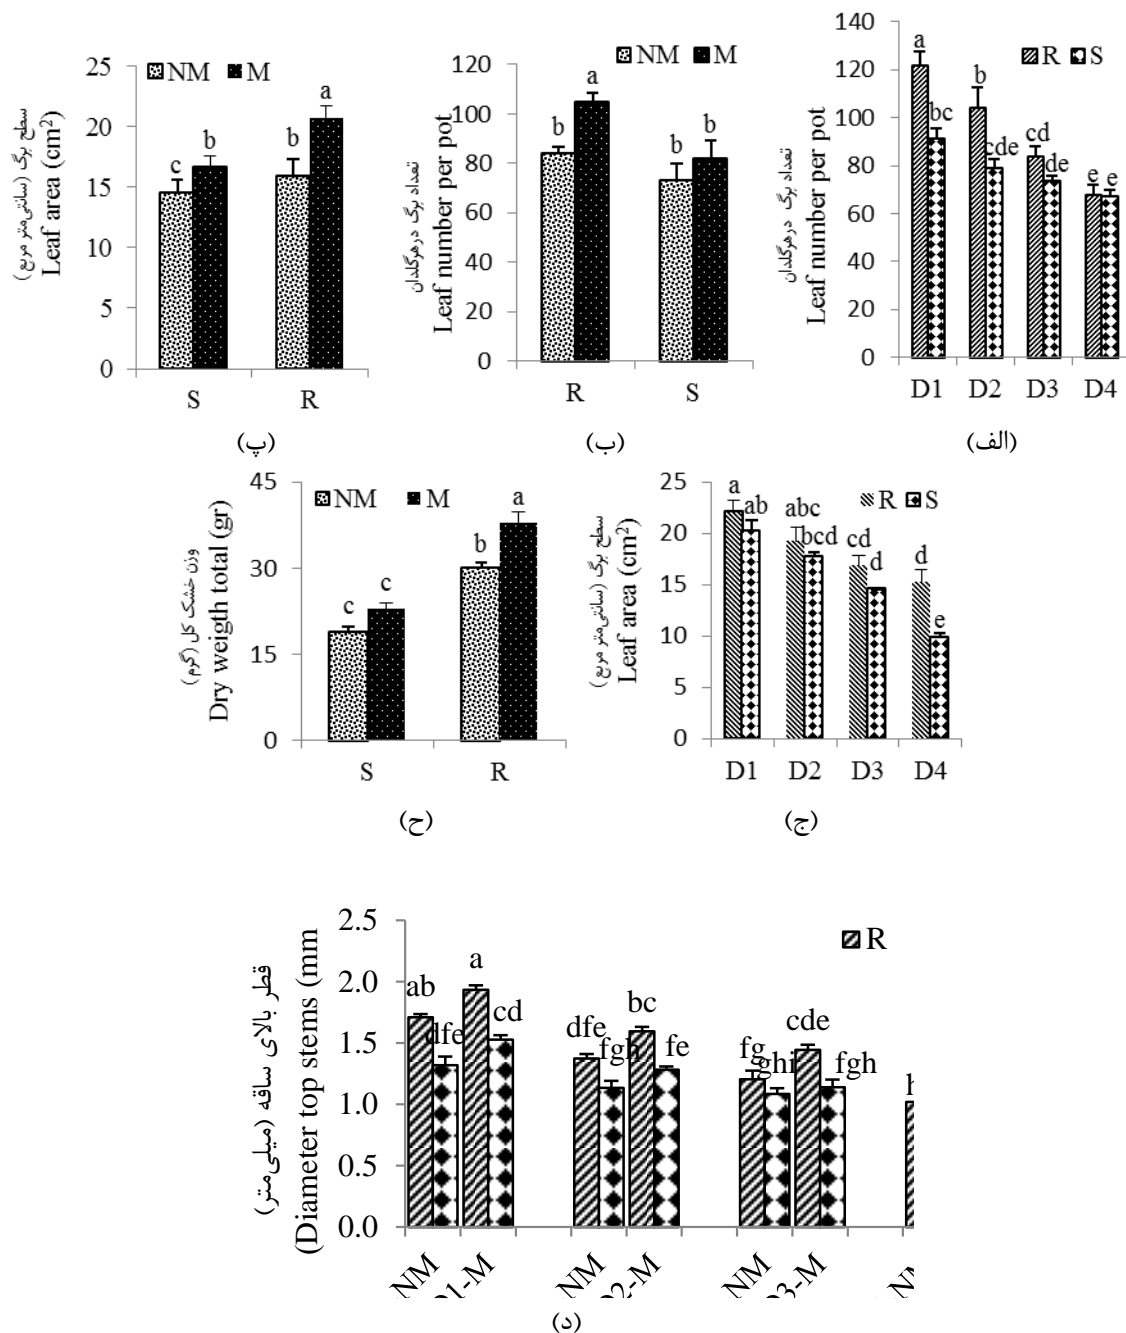 NM M
25
20
15
10
5
0
سطح برگ (سانتی‌متر مربع)
Leaf area (cm²)
c b b a
S R
(پ)
NM M
120
100
80
60
40
20
0
تعداد برگ درهرگلدان
Leaf number per pot
b a b b
R S
(ب)
R S
140
120
100
80
60
40
20
0
تعداد برگ درهرگلدان
Leaf number per pot
a bc b cde cd de e e
D1 D2 D3 D4
(الف)
NM M
45
30
15
0
وزن خشک کل (گرم)
Dry weigth total (gr)
c c b a
S R
(ح)
R S
25
20
15
10
5
0
سطح برگ (سانتی‌متر مربع)
Leaf area (cm²)
a ab abc bcd cd d d e
D1 D2 D3 D4
(ج)
R
2.5
2.0
1.5
1.0
0.5
0.0
قطر بالای ساقه (میلی‌متر)
(Diameter top stems (mm
ab dfe a cd dfe fgh bc fe fg ghi cde fgh h
NM 1-M NM 2-M NM 3-M
(د)